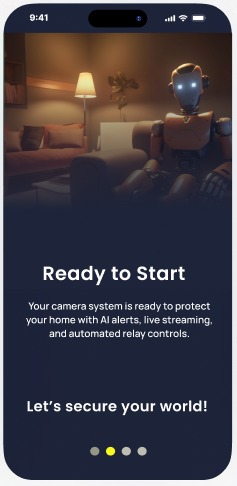 9:41
Ready to Start
Your camera system is ready to protect
your home with AI alerts, live streaming,
and automated relay controls.
Let's secure your world!